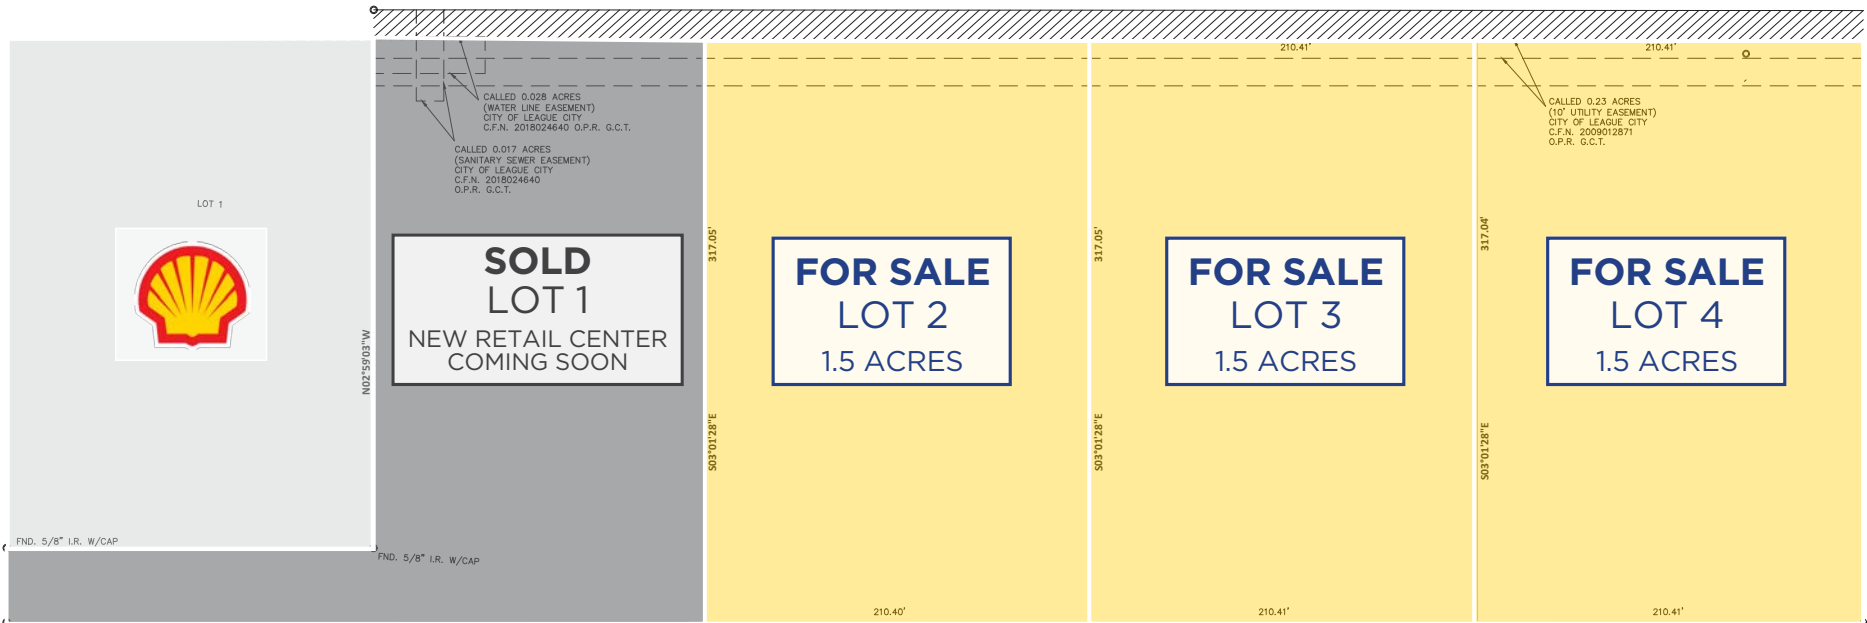 210.41'
210.41'
CALLED 0.028 ACRES
(WATER LINE EASEMENT)
CITY OF LEAGUE CITY
C.F.N. 2018024640 O.P.R. G.C.T.
CALLED 0.017 ACRES
(SANITARY SEWER EASEMENT)
CITY OF LEAGUE CITY
C.F.N. 2018024640
O.P.R. G.C.T.
CALLED 0.23 ACRES
(10' UTILITY EASEMENT)
CITY OF LEAGUE CITY
C.F.N. 2009012871
O.P.R. G.C.T.
LOT 1
N02°59'03"W
SOLD
LOT 1
NEW RETAIL CENTER
COMING SOON
317.05'
S03°01'28"E
FOR SALE
LOT 2
1.5 ACRES
317.05'
S03°01'28"E
FOR SALE
LOT 3
1.5 ACRES
317.04'
S03°01'28"E
FOR SALE
LOT 4
1.5 ACRES
FND. 5/8" I.R. W/CAP
FND. 5/8" I.R. W/CAP
210.40'
210.41'
210.41'